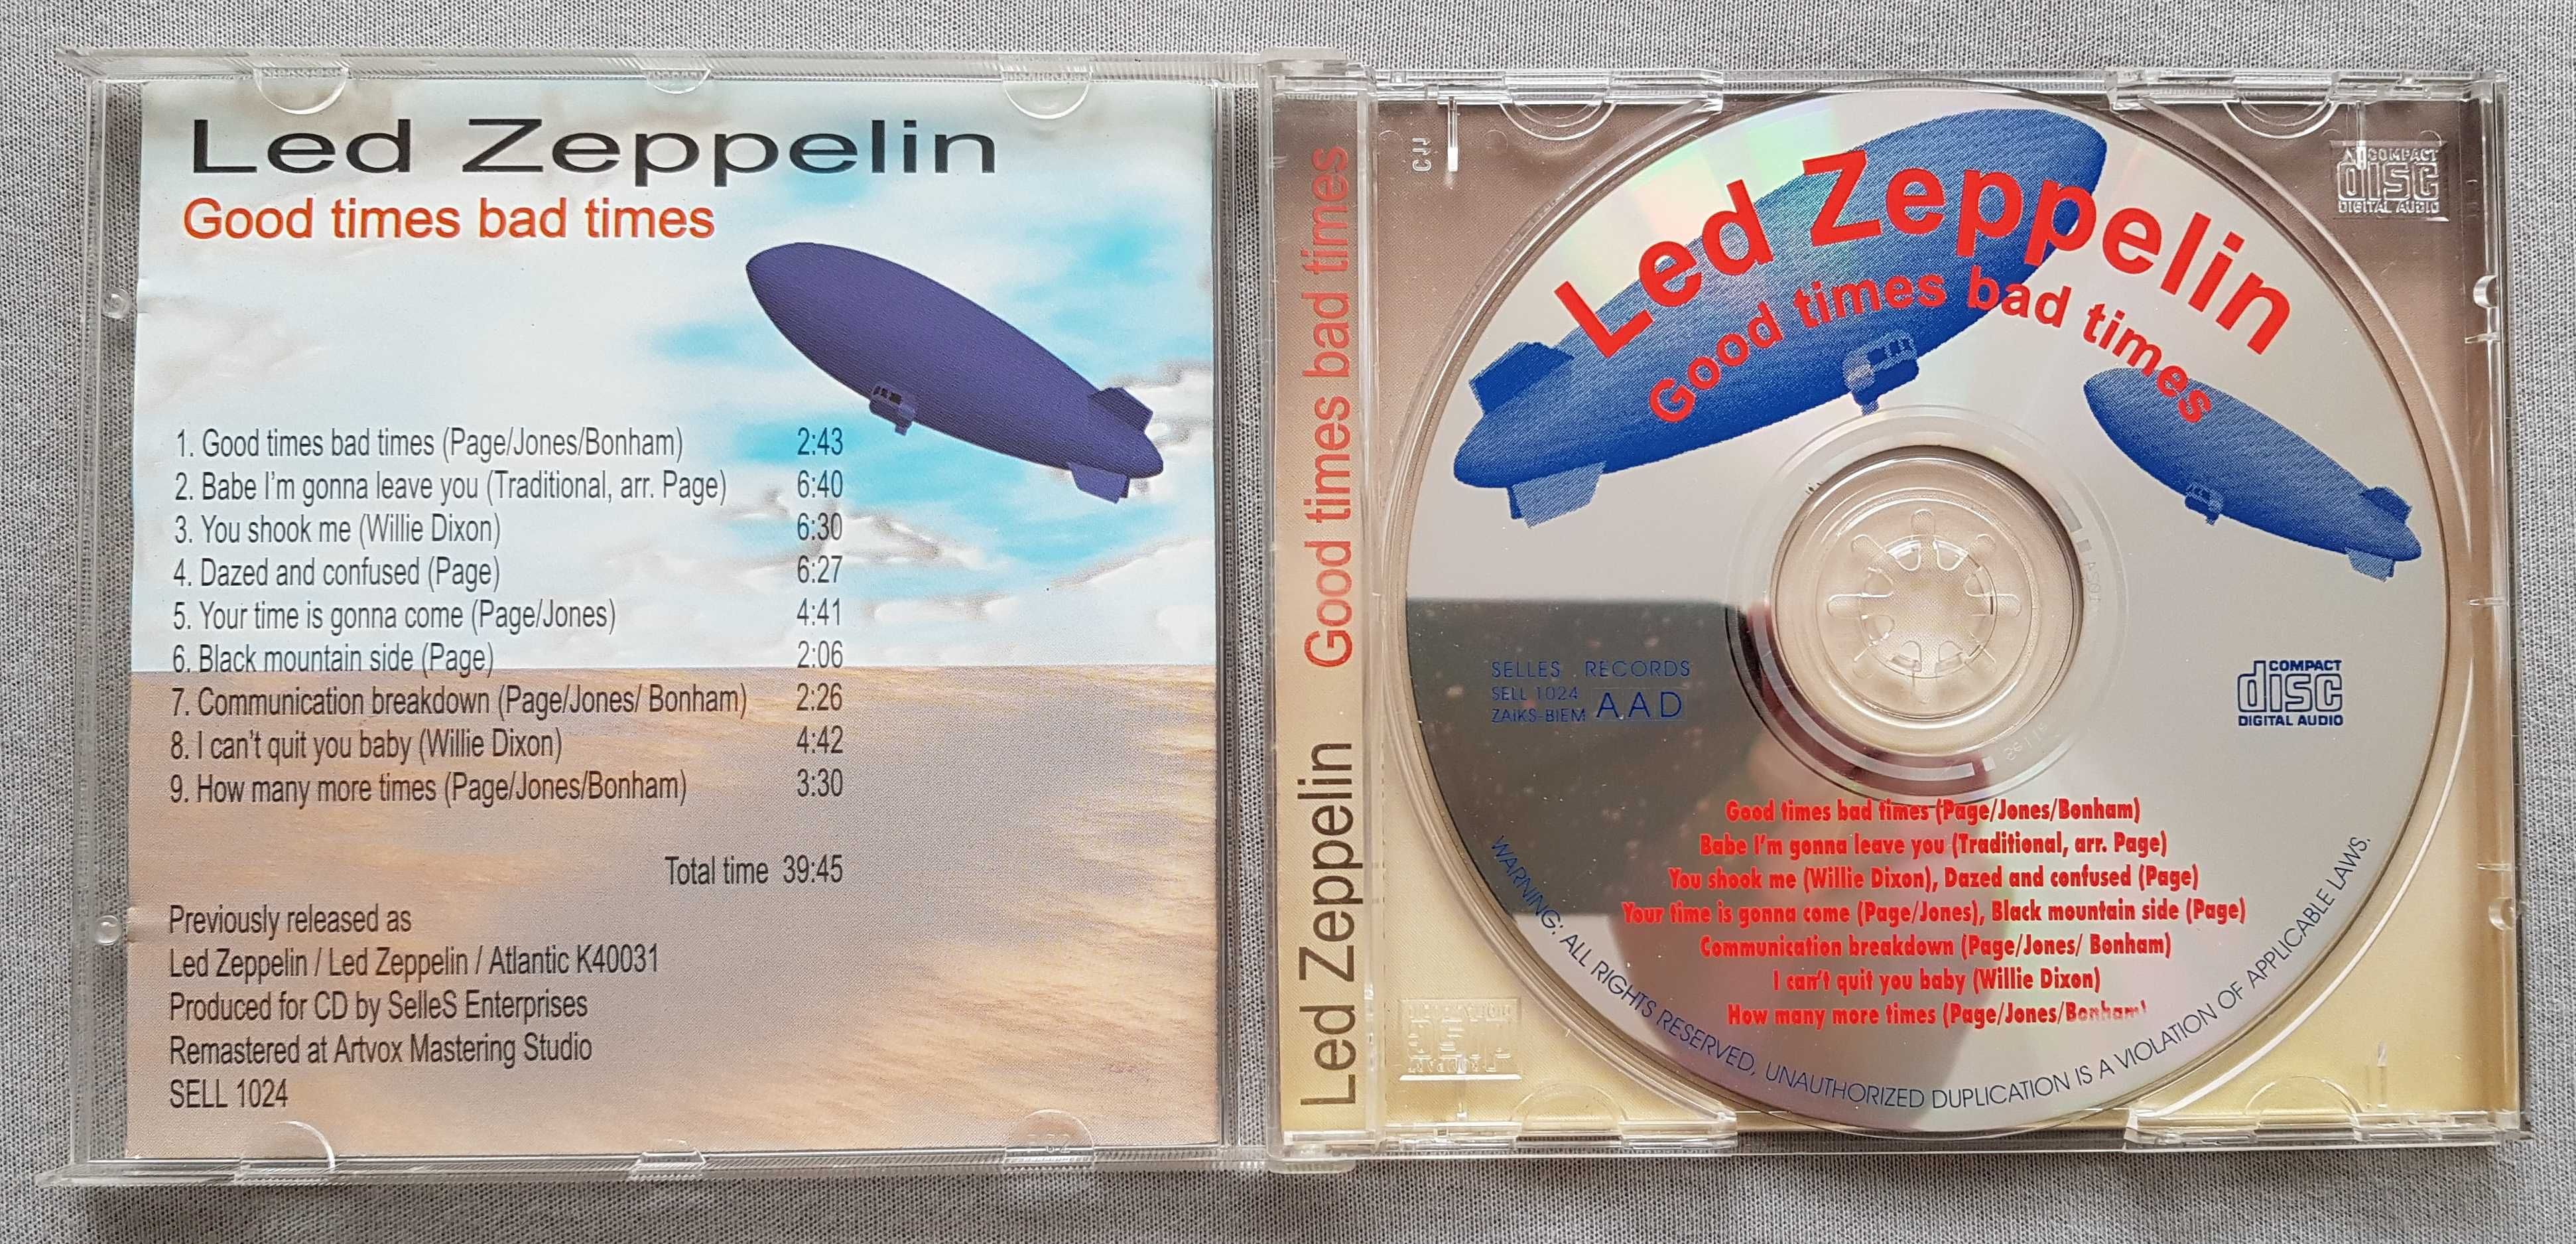 Led Zeppelin
Good times bad times
1. Good times bad times (Page/Jones/Bonham) 2:43
2. Babe I'm gonna leave you (Traditional, arr. Page) 6:40
3. You shook me (Willie Dixon) 6:30
4. Dazed and confused (Page) 6:27
5. Your time is gonna come (Page/Jones) 4:41
6. Black mountain side (Page) 2:06
7. Communication breakdown (Page/Jones/ Bonham) 2:26
8. I can't quit you baby (Willie Dixon) 4:42
9. How many more times (Page/Jones/Bonham) 3:30
Total time 39:45
Previously released as
Led Zeppelin / Led Zeppelin / Atlantic K40031
Produced for CD by SelleS Enterprises
Remastered at Artvox Mastering Studio
SELL 1024
Led Zeppelin Good times bad times
COMPACT
disc
DIGITAL AUDIO
Led Zeppelin
Good times bad times
SELLES RECORDS
SELL 1024
ZAIKS-BIEM AAD
COMPACT
disc
DIGITAL AUDIO
Good times bad times (Page/Jones/Bonham)
Babe I'm gonna leave you (Traditional, arr. Page)
You shook me (Willie Dixon), Dazed and confused (Page)
Your time is gonna come (Page/Jones), Black mountain side (Page)
Communication breakdown (Page/Jones/ Bonham)
I can't quit you baby (Willie Dixon)
How many more times (Page/Jones/Bonham)
WARNING: ALL RIGHTS RESERVED, UNAUTHORIZED DUPLICATION IS A VIOLATION OF APPLICABLE LAWS.